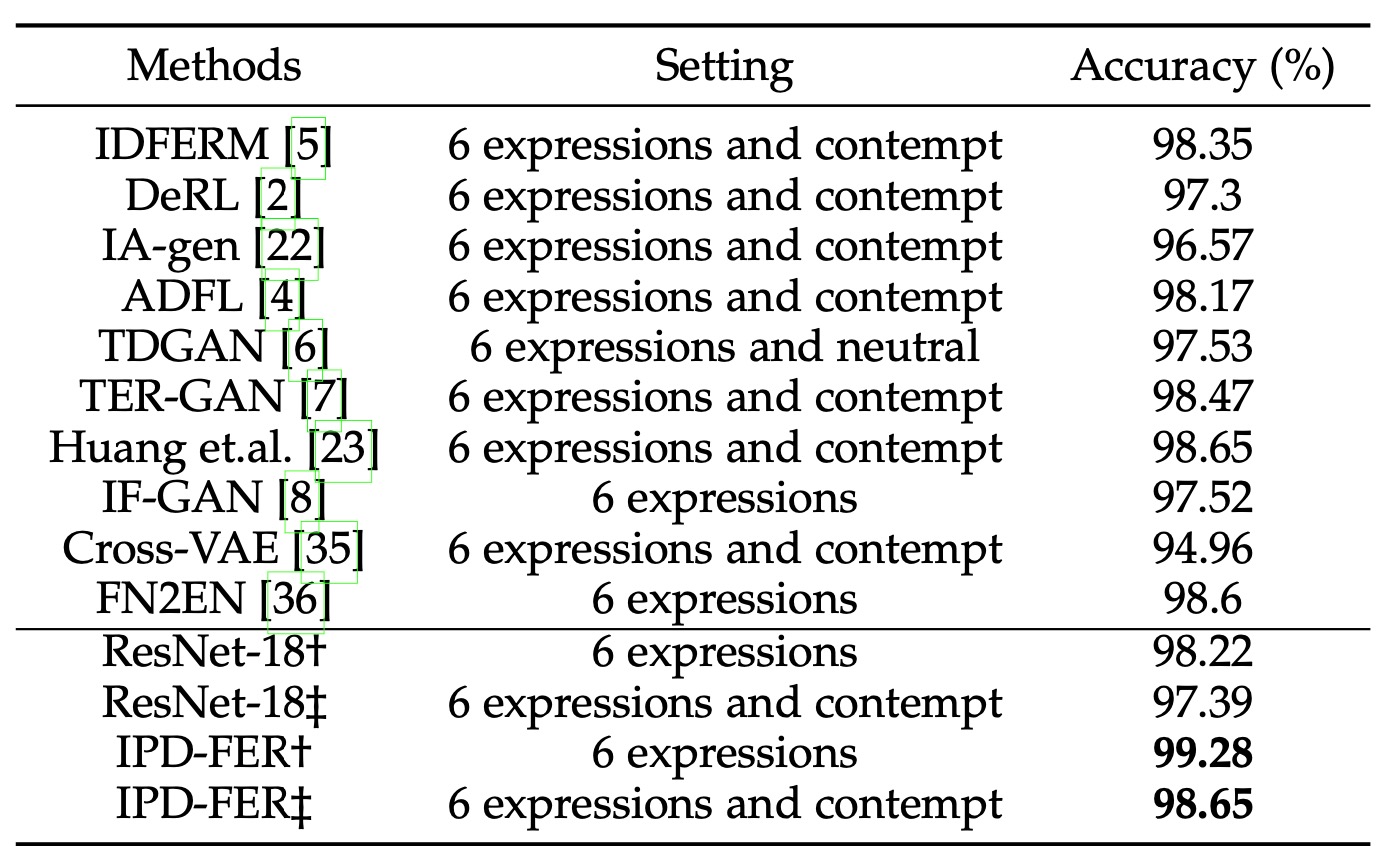 Methods Setting Accuracy (%)
IDFERM [5] 6 expressions and contempt 98.35
DeRL [2] 6 expressions and contempt 97.3
IA-gen [22] 6 expressions and contempt 96.57
ADFL [4] 6 expressions and contempt 98.17
TDGAN [6] 6 expressions and neutral 97.53
TER-GAN [7] 6 expressions and contempt 98.47
Huang et.al. [23] 6 expressions and contempt 98.65
IF-GAN [8] 6 expressions 97.52
Cross-VAE [35] 6 expressions and contempt 94.96
FN2EN [36] 6 expressions 98.6
ResNet-18† 6 expressions 98.22
ResNet-18‡ 6 expressions and contempt 97.39
IPD-FER† 6 expressions 99.28
IPD-FER‡ 6 expressions and contempt 98.65